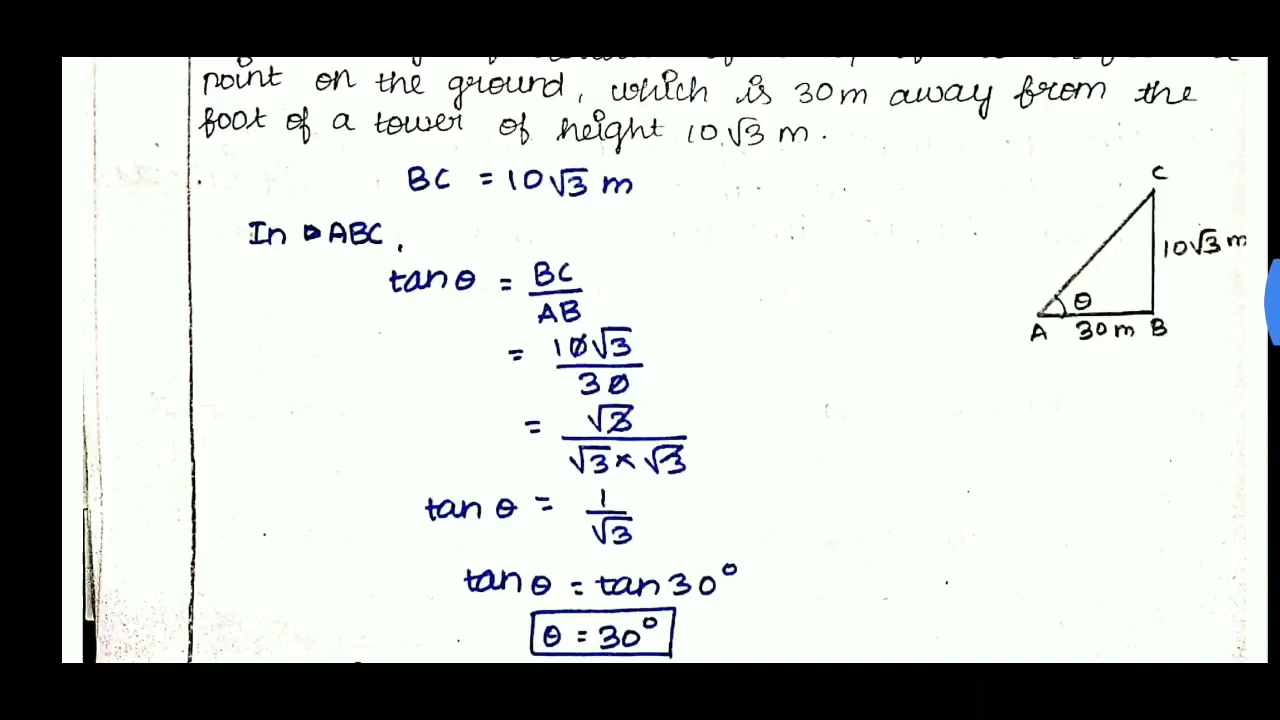 point on the ground, which is 30m away from the
foot of a tower of height 10√3 m.
BC = 10√3 m
In △ABC,
tan θ = BC/AB
= 10√3/30
= √3/√3×√3
tan θ = 1/√3
tan θ = tan 30°
θ = 30°
C
10√3 m
θ
A 30m B